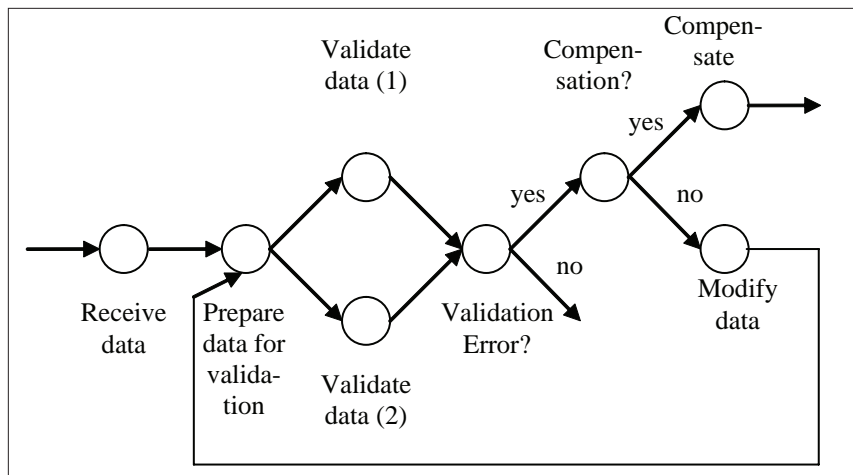 Validate
data (1)
Compen-
sation?
Compen-
sate
yes
yes
no
no
Receive
data
Prepare
data for
valida-
tion
Validate
data (2)
Validation
Error?
Modify
data